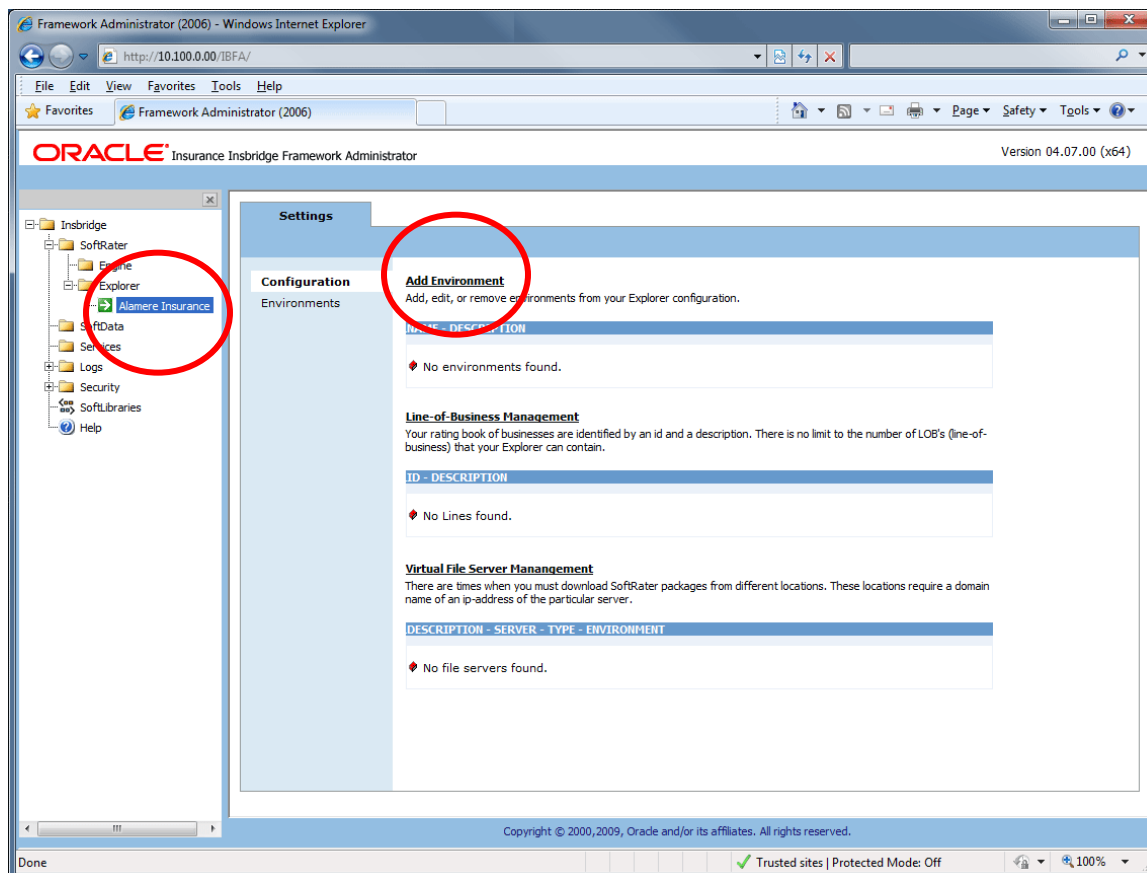 Framework Administrator (2006) - Windows Internet Explorer
http://10.100.0.00/IBFA/
File Edit View Favorites Tools Help
Favorites Framework Administrator (2006) Page Safety Tools
ORACLE Insurance Insbridge Framework Administrator Version 04.07.00 (x64)
Insbridge
SoftRater
Engine
Explorer
Alamere Insurance
SoftData
Services
Logs
Security
SoftLibraries
Help
Settings
Configuration
Environments
Add Environment
Add, edit, or remove environments from your Explorer configuration.
NAME - DESCRIPTION
No environments found.
Line-of-Business Management
Your rating book of businesses are identified by an id and a description. There is no limit to the number of LOB's (line-of-
business) that your Explorer can contain.
ID - DESCRIPTION
No Lines found.
Virtual File Server Manangement
There are times when you must download SoftRater packages from different locations. These locations require a domain
name of an ip-address of the particular server.
DESCRIPTION - SERVER - TYPE - ENVIRONMENT
No file servers found.
Copyright © 2000,2009, Oracle and/or its affiliates. All rights reserved.
Done Trusted sites | Protected Mode: Off 100%